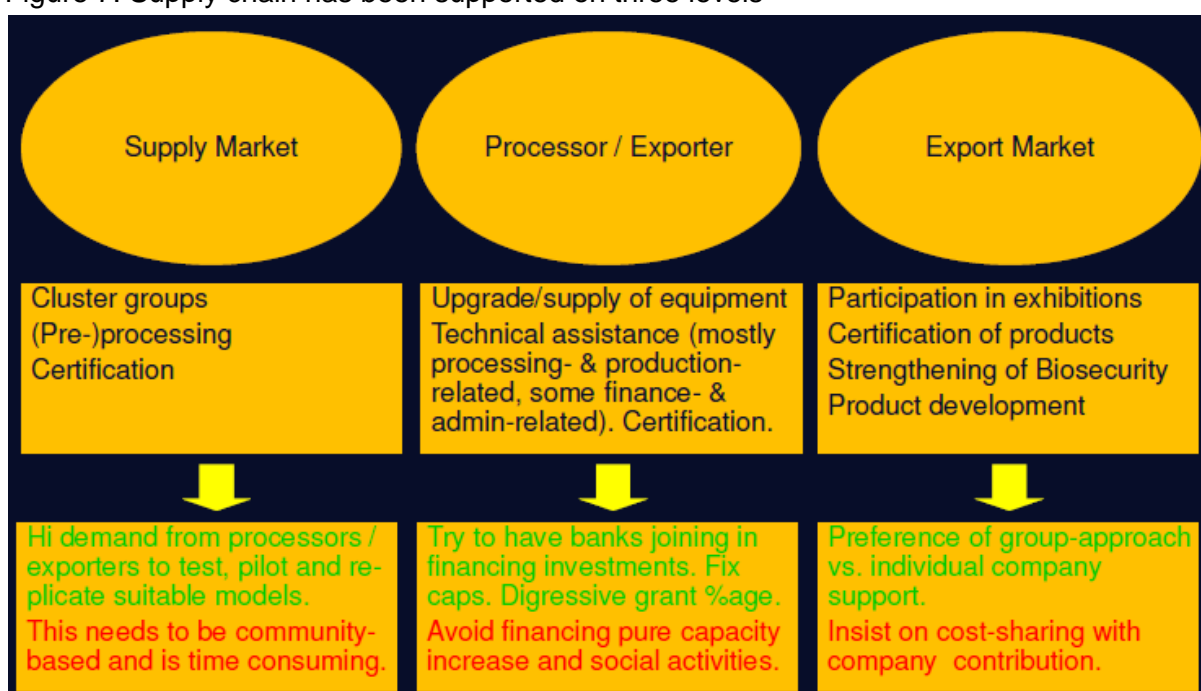 Supply Market
Processor / Exporter
Export Market
Cluster groups
(Pre-)processing
Certification
Upgrade/supply of equipment
Technical assistance (mostly
processing- & production-
related, some finance- &
admin-related). Certification.
Participation in exhibitions
Certification of products
Strengthening of Biosecurity
Product development
Hi demand from processors /
exporters to test, pilot and re-
plicate suitable models.
This needs to be community-
based and is time consuming.
Try to have banks joining in
financing investments. Fix
caps. Digressive grant %age.
Avoid financing pure capacity
increase and social activities.
Preference of group-approach
vs. individual company
support.
Insist on cost-sharing with
company contribution.